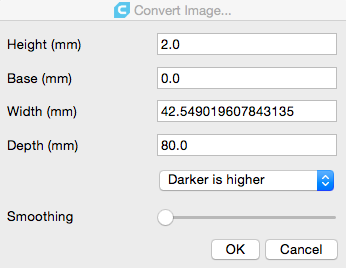 Convert Image...
Height (mm) 2.0
Base (mm) 0.0
Width (mm) 42.549019607843135
Depth (mm) 80.0
Darker is higher
Smoothing
OK Cancel